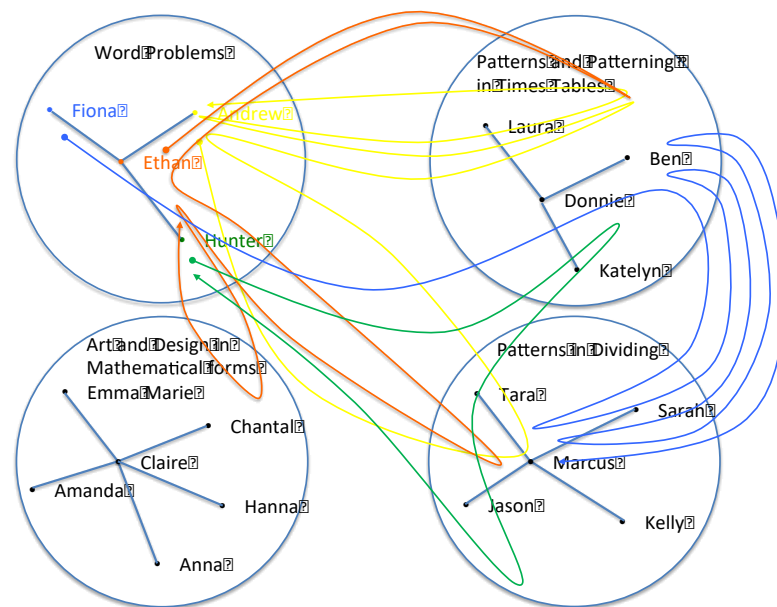 Word Problems
Fiona
Andrew
Ethan
Hunter
Patterns and Patterning
in Times Tables
Laura
Ben
Donnie
Katelyn
Art and Design in
Mathematical forms
Emma Marie
Chantal
Claire
Amanda
Hanna
Anna
Patterns in Dividing
Tara
Sarah
Marcus
Jason
Kelly